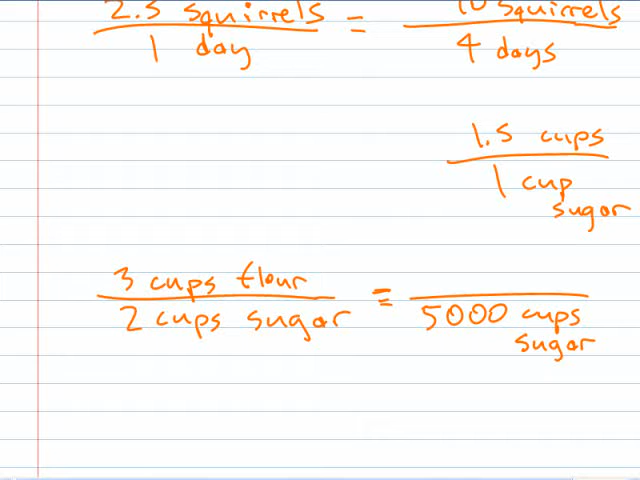 2.5 squirrels = 10 squirrels
1 day 4 days
1.5 cups
1 cup
sugar
3 cups flour =
2 cups sugar 5000 cups
sugar